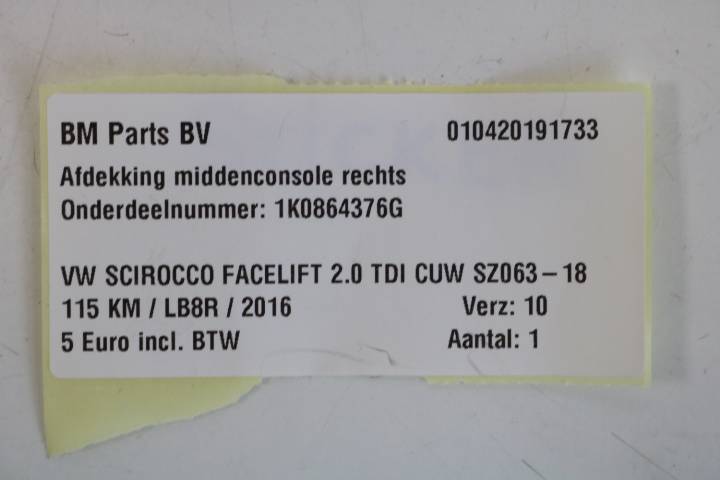 BM Parts BV 010420191733
Afdekking middenconsole rechts
Onderdeelnummer: 1K0864376G
VW SCIROCCO FACELIFT 2.0 TDI CUW SZ063-18
115 KM / LB8R / 2016 Verz: 10
5 Euro incl. BTW Aantal: 1